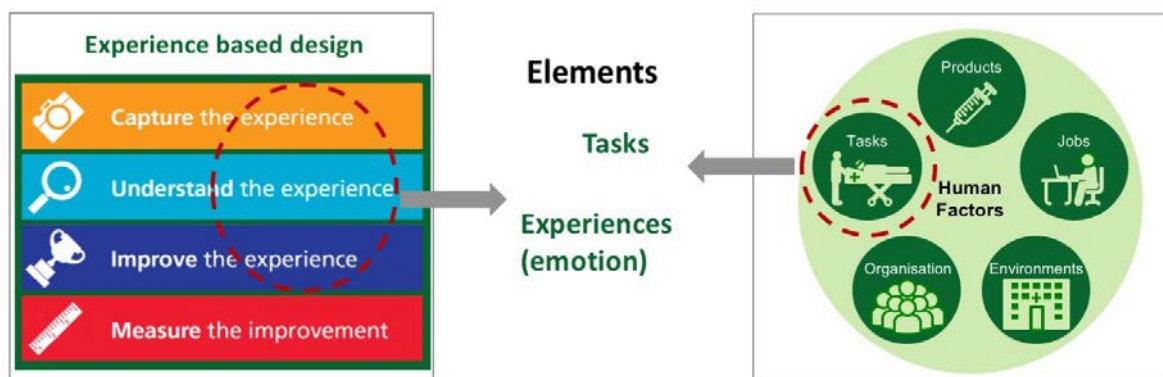 Experience based design
Capture the experience
Understand the experience
Improve the experience
Measure the improvement
Elements
Tasks
Experiences
(emotion)
Products
Tasks
Jobs
Human
Factors
Organisation
Environments